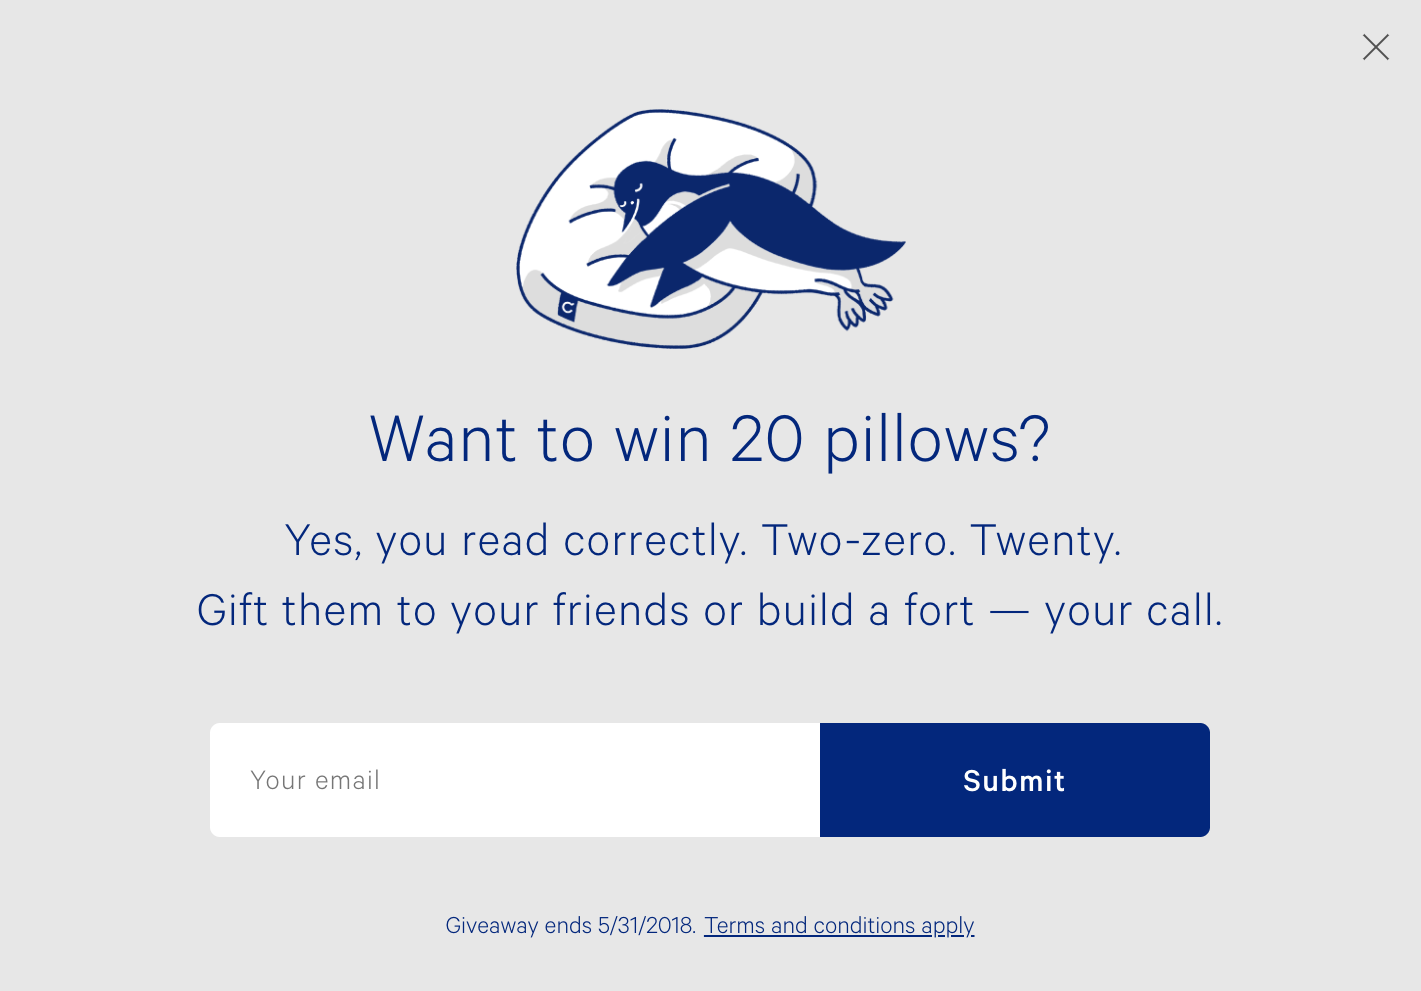 Want to win 20 pillows?
Yes, you read correctly. Two-zero. Twenty.
Gift them to your friends or build a fort — your call.
Your email
Submit
Giveaway ends 5/31/2018. Terms and conditions apply